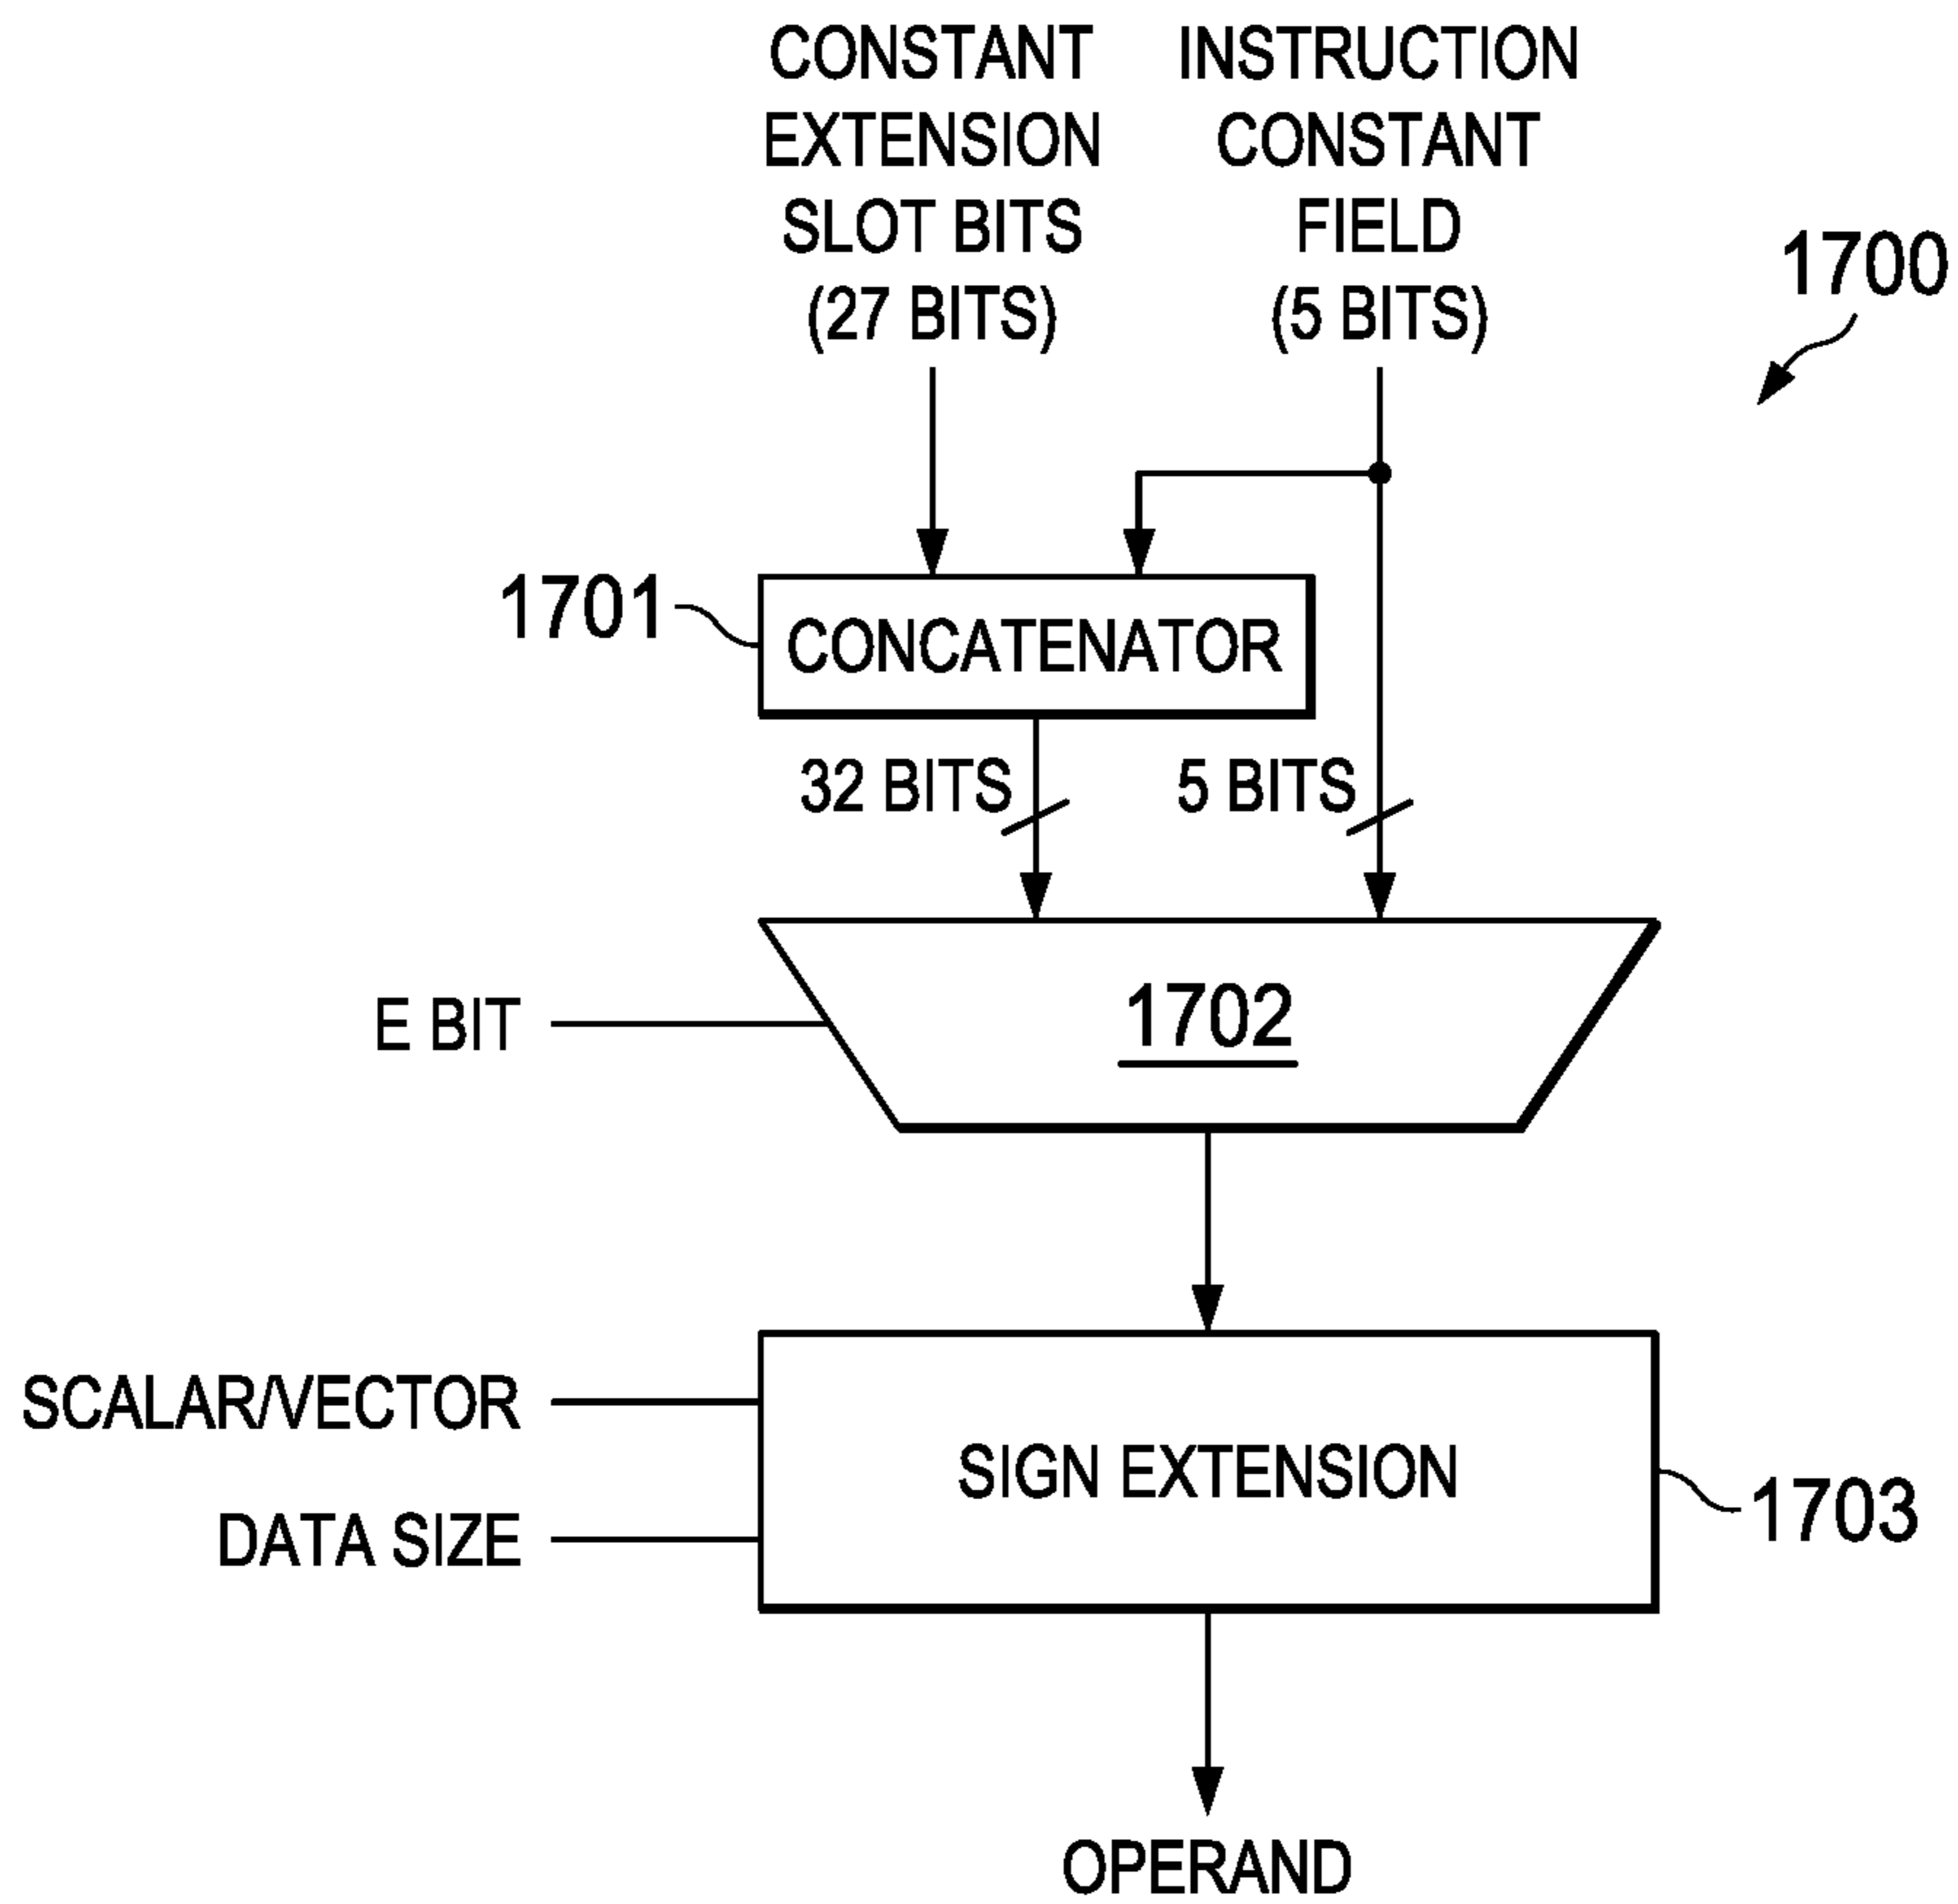 CONSTANT
EXTENSION
SLOT BITS
(27 BITS)
INSTRUCTION
CONSTANT
FIELD
(5 BITS)
1700
1701
CONCATENATOR
32 BITS
5 BITS
E BIT
1702
SCALAR/VECTOR
DATA SIZE
SIGN EXTENSION
1703
OPERAND